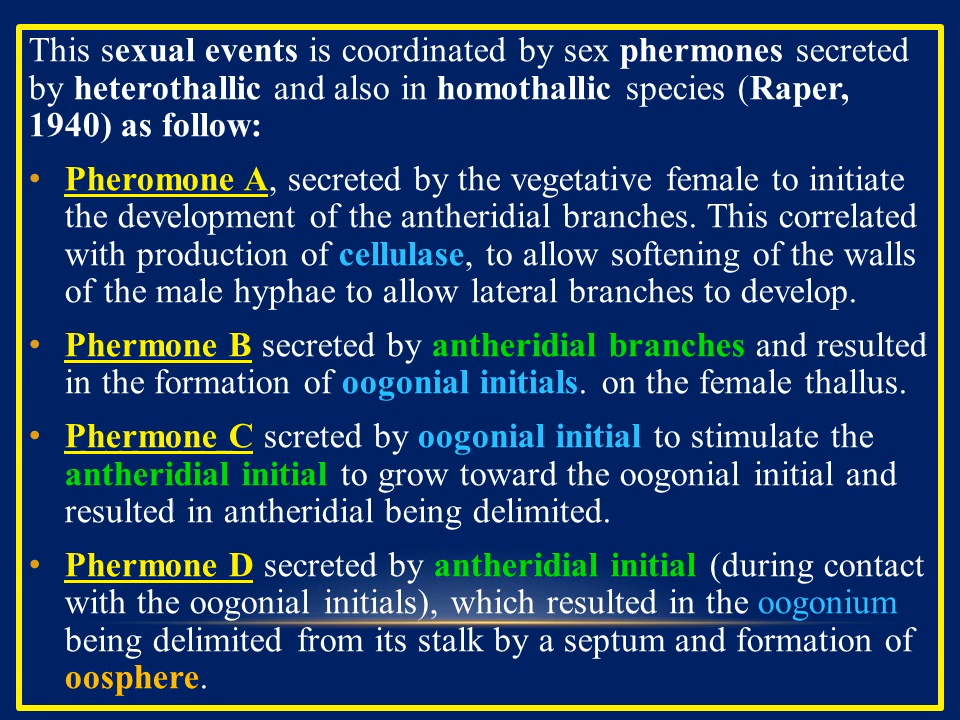 This sexual events is coordinated by sex phermones secreted
by heterothallic and also in homothallic species (Raper,
1940) as follow:
• Pheromone A, secreted by the vegetative female to initiate
the development of the antheridial branches. This correlated
with production of cellulase, to allow softening of the walls
of the male hyphae to allow lateral branches to develop.
• Phermone B secreted by antheridial branches and resulted
in the formation of oogonial initials. on the female thallus.
• Phermone C screted by oogonial initial to stimulate the
antheridial initial to grow toward the oogonial initial and
resulted in antheridial being delimited.
• Phermone D secreted by antheridial initial (during contact
with the oogonial initials), which resulted in the oogonium
being delimited from its stalk by a septum and formation of
oosphere.